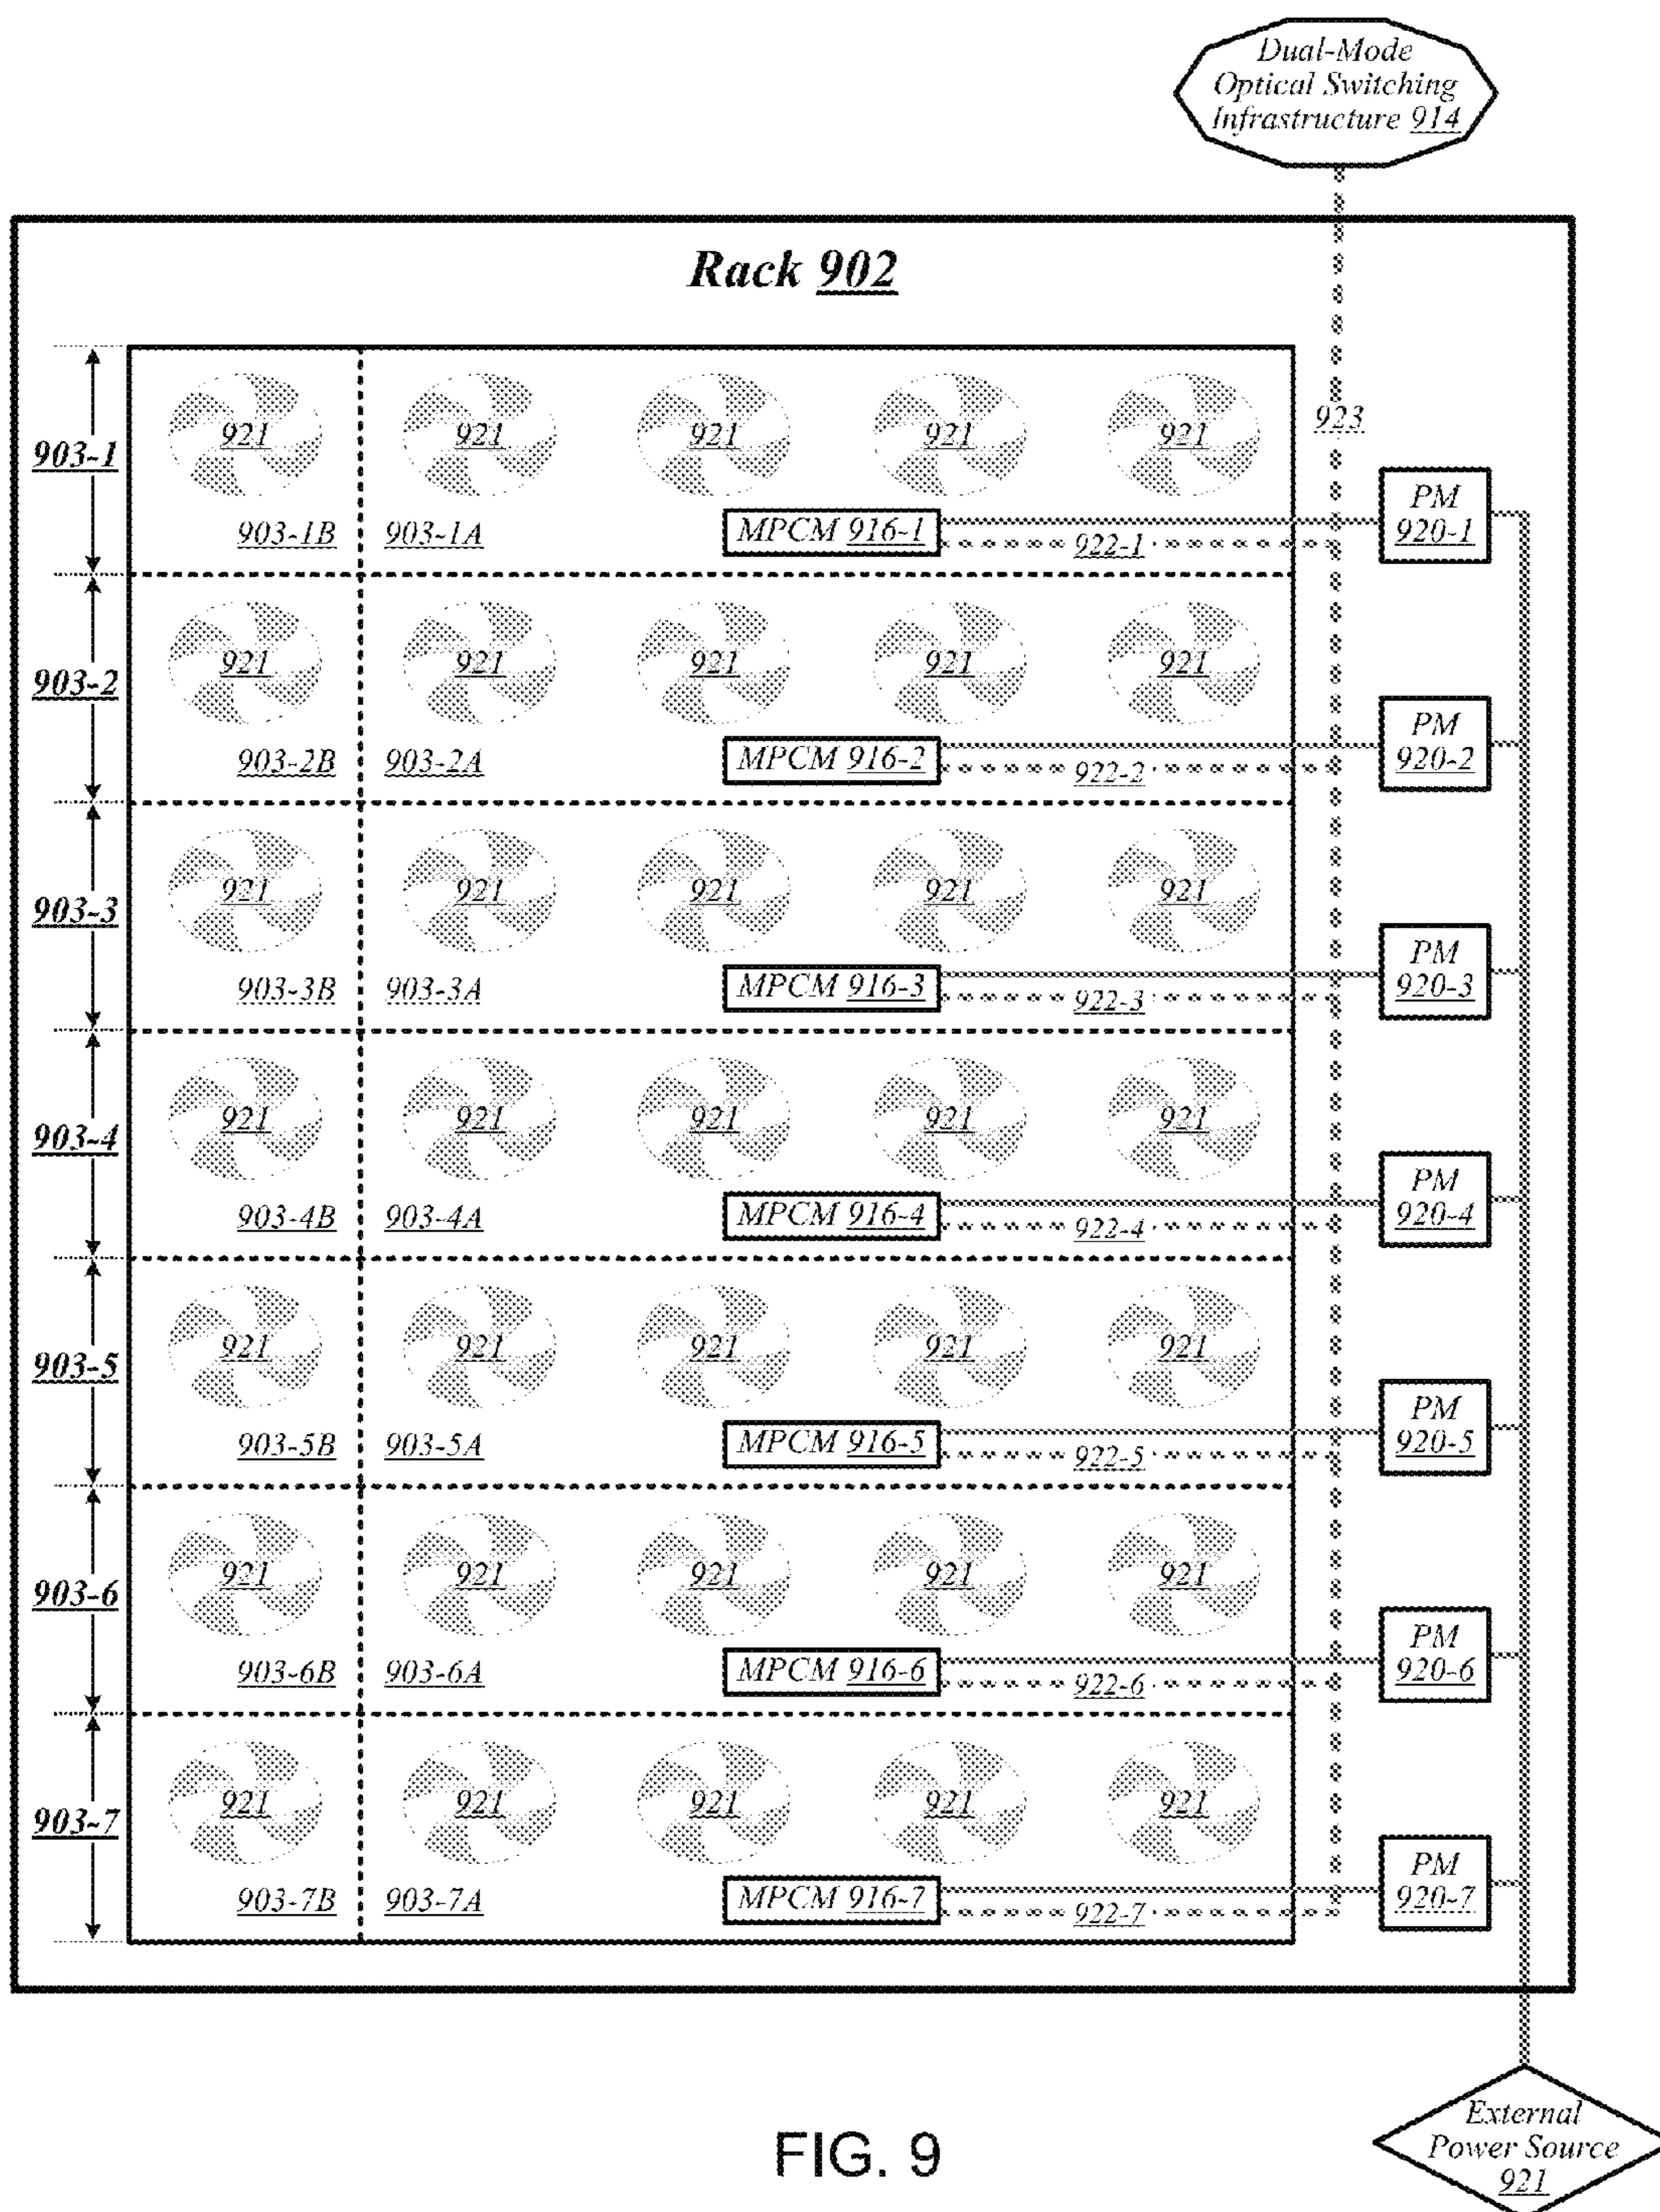 Dual-Mode
Optical Switching
Infrastructure 914
Rack 902
903-1
921 921 921 921 921
923
903-1B 903-1A MPCM 916-1 922-1
PM
920-1
903-2
921 921 921 921 921
903-2B 903-2A MPCM 916-2 922-2
PM
920-2
903-3
921 921 921 921 921
903-3B 903-3A MPCM 916-3 922-3
PM
920-3
903-4
921 921 921 921 921
903-4B 903-4A MPCM 916-4 922-4
PM
920-4
903-5
921 921 921 921 921
903-5B 903-5A MPCM 916-5 922-5
PM
920-5
903-6
921 921 921 921 921
903-6B 903-6A MPCM 916-6 922-6
PM
920-6
903-7
921 921 921 921 921
903-7B 903-7A MPCM 916-7 922-7
PM
920-7
External
Power Source
921
FIG. 9